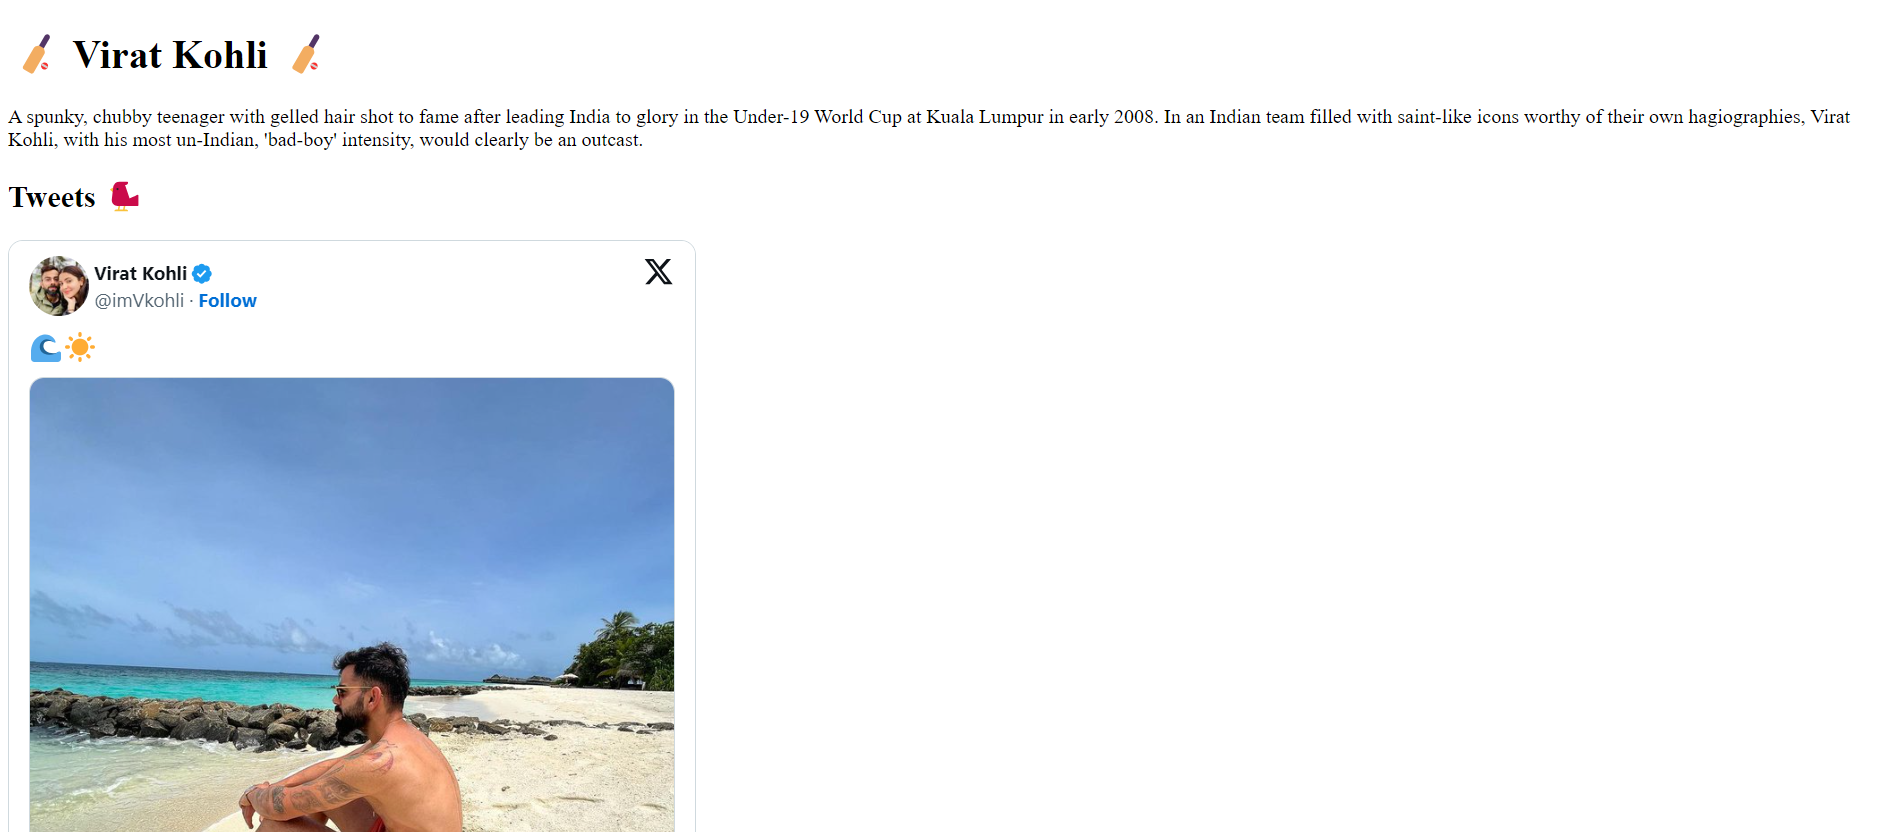 Virat Kohli
A spunky, chubby teenager with gelled hair shot to fame after leading India to glory in the Under-19 World Cup at Kuala Lumpur in early 2008. In an Indian team filled with saint-like icons worthy of their own hagiographies, Virat
Kohli, with his most un-Indian, 'bad-boy' intensity, would clearly be an outcast.
Tweets
Virat Kohli
@imVkohli · Follow